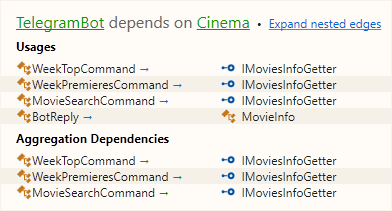 TelegramBot depends on Cinema • Expand nested edges
Usages
WeekTopCommand → IMoviesInfoGetter
WeekPremieresCommand → IMoviesInfoGetter
MovieSearchCommand → IMoviesInfoGetter
BotReply → MovieInfo
Aggregation Dependencies
WeekTopCommand → IMoviesInfoGetter
WeekPremieresCommand → IMoviesInfoGetter
MovieSearchCommand → IMoviesInfoGetter